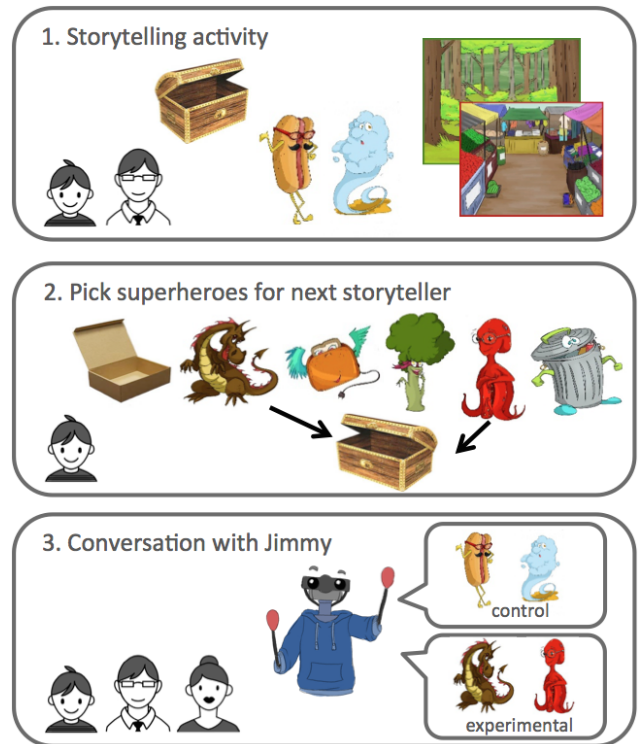 1. Storytelling activity
2. Pick superheroes for next storyteller
3. Conversation with Jimmy
control
experimental